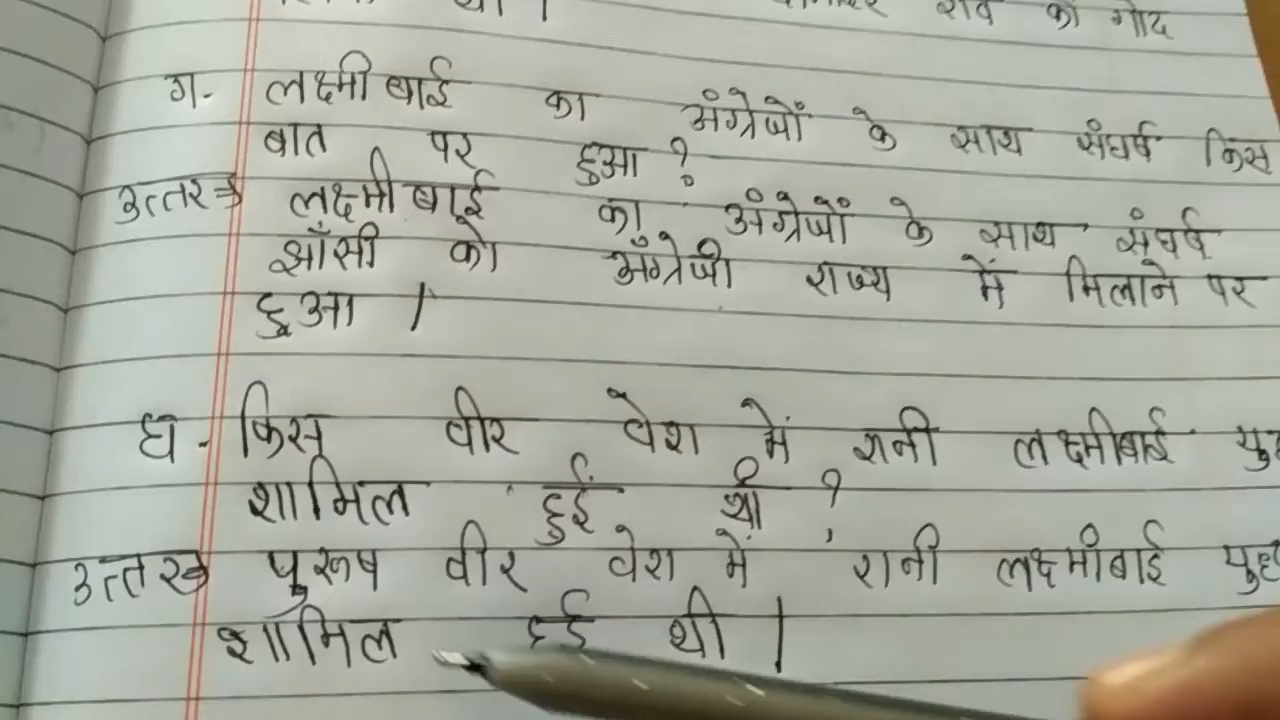 राव को गोद
ग- लक्ष्मीबाई का अंग्रेजों के साथ संघर्ष किस
बात पर हुआ ?
उत्तर→ लक्ष्मीबाई का अंग्रेजों के साथ संघर्ष
झाँसी को अंग्रेजी राज्य में मिलाने पर
हुआ ।
घ- किस वीर वेश में रानी लक्ष्मीबाई
शामिल हुई थी ?
उत्तर→ पुरूष वीर वेश में रानी लक्ष्मीबाई
शामिल हुई थी ।